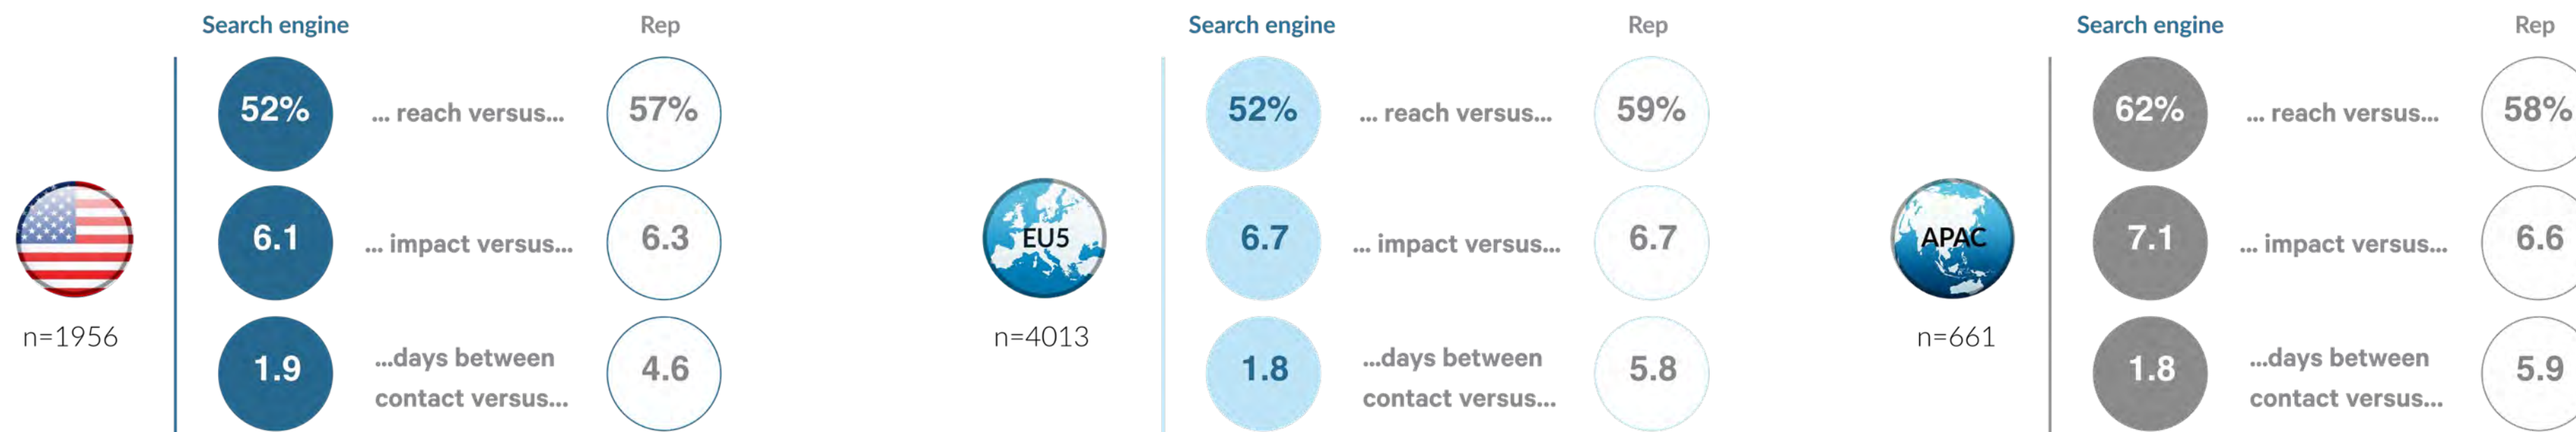 Search engine Rep
52% ... reach versus... 57%
6.1 ... impact versus... 6.3
n=1956
1.9 ...days between
contact versus... 4.6
Search engine Rep
52% ... reach versus... 59%
EU5
6.7 ... impact versus... 6.7
n=4013
1.8 ...days between
contact versus... 5.8
Search engine Rep
62% ... reach versus... 58%
APAC
7.1 ... impact versus... 6.6
n=661
1.8 ...days between
contact versus... 5.9